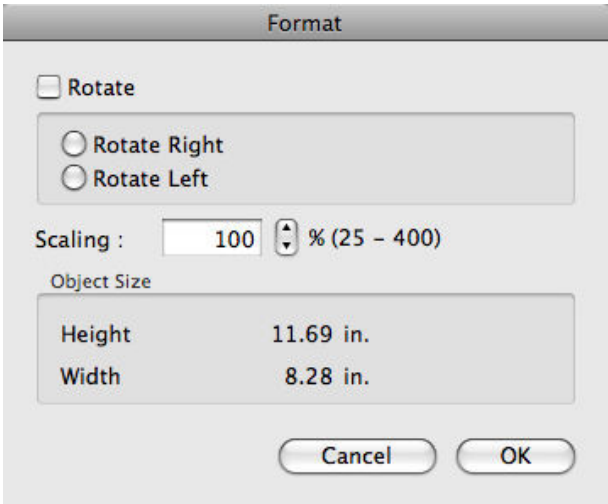 Format
Rotate
Rotate Right
Rotate Left
Scaling : 100 % (25 – 400)
Object Size
Height 11.69 in.
Width 8.28 in.
Cancel OK